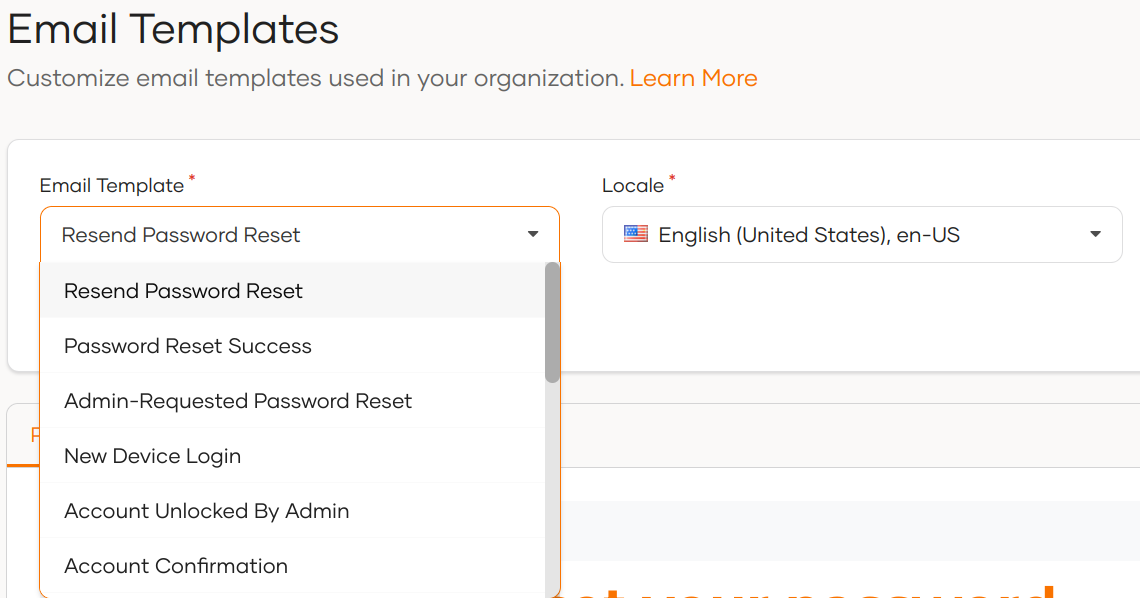 Email Templates
Customize email templates used in your organization. Learn More
Email Template *
Locale *
Resend Password Reset
English (United States), en-US
Resend Password Reset
Password Reset Success
Admin-Requested Password Reset
New Device Login
Account Unlocked By Admin
Account Confirmation
your password